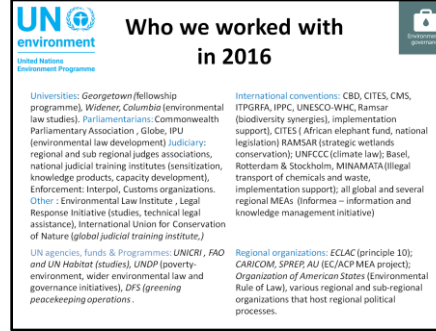 UN
environment
United Nations
Environment Programme
Who we worked with
in 2016
Environmental
governance
Universities: Georgetown (fellowship
programme), Widener, Columbia (environmental
law studies). Parliamentarians: Commonwealth
Parliamentary Association , Globe, IPU
(environmental law development) Judiciary:
regional and sub regional judges associations,
national judicial training institutes (sensitization,
knowledge products, capacity development),
Enforcement: Interpol, Customs organizations.
Other : Environmental Law Institute , Legal
Response Initiative (studies, technical legal
assistance), International Union for Conservation
of Nature (global judicial training institute,)
International conventions: CBD, CITES, CMS,
ITPGRFA, IPPC, UNESCO-WHC, Ramsar
(biodiversity synergies), implementation
support), CITES ( African elephant fund, national
legislation) RAMSAR (strategic wetlands
conservation); UNFCCC (climate law); Basel,
Rotterdam & Stockholm, MINAMATA(Illegal
transport of chemicals and waste,
implementation support); all global and several
regional MEAs (Informea – information and
knowledge management initiative)
UN agencies, funds & Programmes: UNICRI , FAO
and UN Habitat (studies), UNDP (poverty-
environment, wider environmental law and
governance initiatives), DFS (greening
peacekeeping operations .
Regional organizations: ECLAC (principle 10);
CARICOM, SPREP, AU (EC/ACP MEA project);
Organization of American States (Environmental
Rule of Law), various regional and sub-regional
organizations that host regional political
processes.